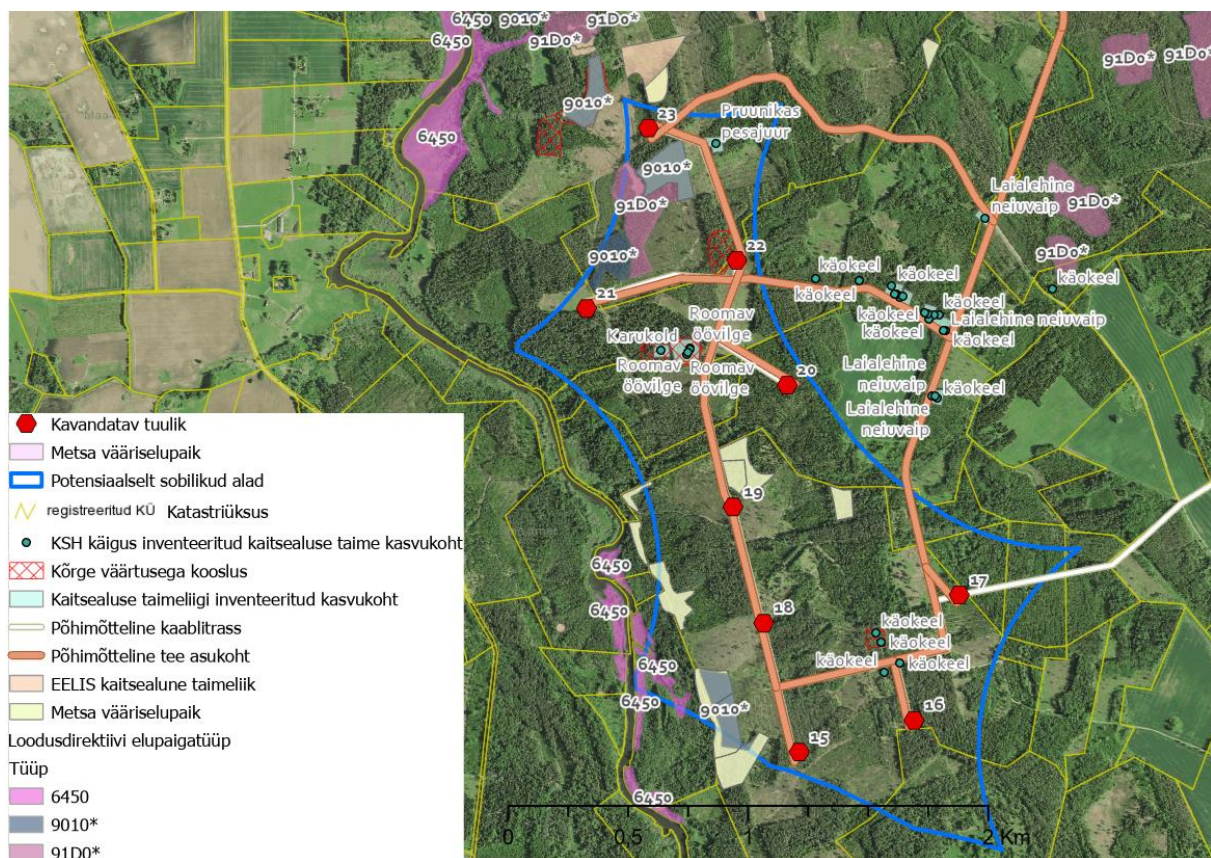 6450
9010*
91D0*
91D0*
91D0*
6450
91D0*
9010*
23
Pruunikas
pesajuur
6450
9010*
Laialehine
neiuvaip
91D0*
91D0*
22
9010*
91D0*
käokeel
käokeel
käokeel
21
käokeel
käokeel
käokeel
Laialehine neiuvaip
käokeel
käokeel
Roomav
öövilge
Karukold
Roomav
öövilge
Roomav
öövilge
20
Laialehine
neiuvaip
käokeel
Laialehine
neiuvaip
19
6450
17
18
6450
käokeel
käokeel
käokeel
käokeel
6450
6450
9010*
16
15
6450
Kavandatav tuulik
Metsa vääriselupaik
Potensiaalselt sobilikud alad
registreeritud KÜ Katastriüksus
KSH käigus inventeeritud kaitsealuse taime kasvukoht
Kõrge väärtusega kooslus
Kaitsealuse taimeliigi inventeeritud kasvukoht
Põhimõtteline kaablitrass
Põhimõtteline tee asukoht
EELIS kaitsealune taimeliik
Metsa vääriselupaik
Loodusdirektiivi elupaigatüüp
Tüüp
6450
9010*
91D0*
0 0,5 1 2 Km